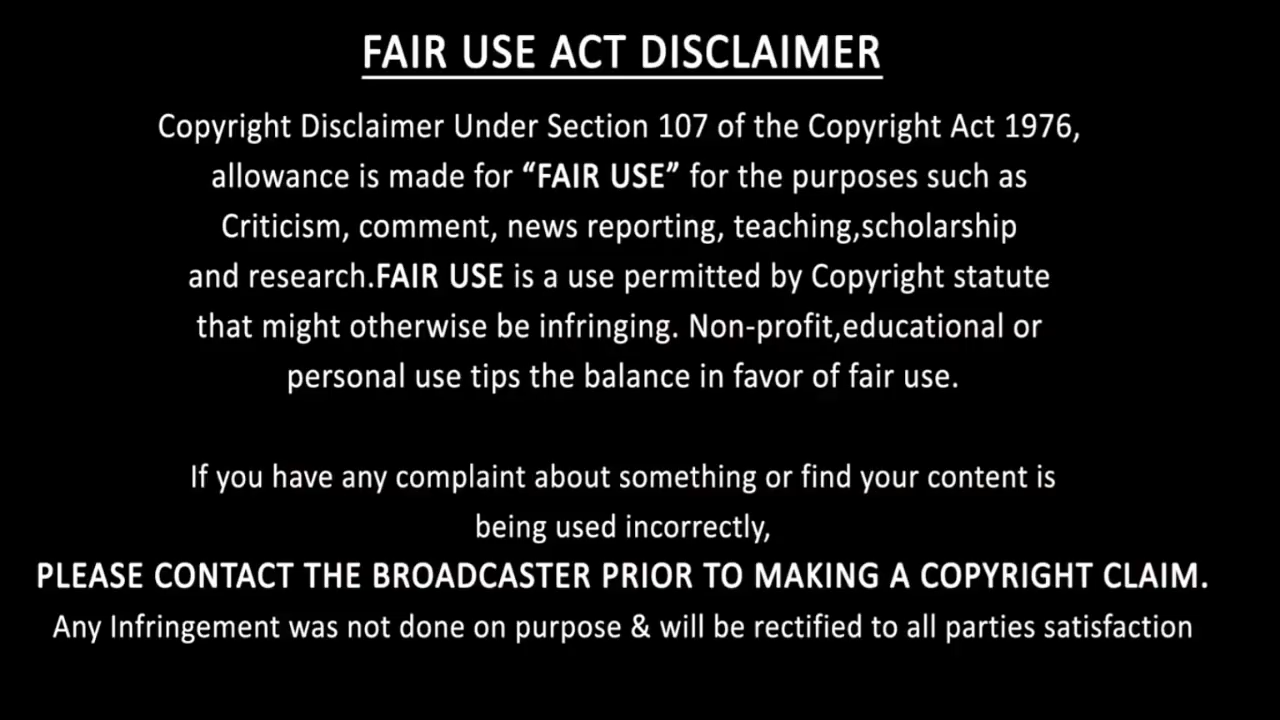 FAIR USE ACT DISCLAIMER
Copyright Disclaimer Under Section 107 of the Copyright Act 1976,
allowance is made for “FAIR USE” for the purposes such as
Criticism, comment, news reporting, teaching,scholarship
and research.FAIR USE is a use permitted by Copyright statute
that might otherwise be infringing. Non-profit,educational or
personal use tips the balance in favor of fair use.
If you have any complaint about something or find your content is
being used incorrectly,
PLEASE CONTACT THE BROADCASTER PRIOR TO MAKING A COPYRIGHT CLAIM.
Any Infringement was not done on purpose & will be rectified to all parties satisfaction